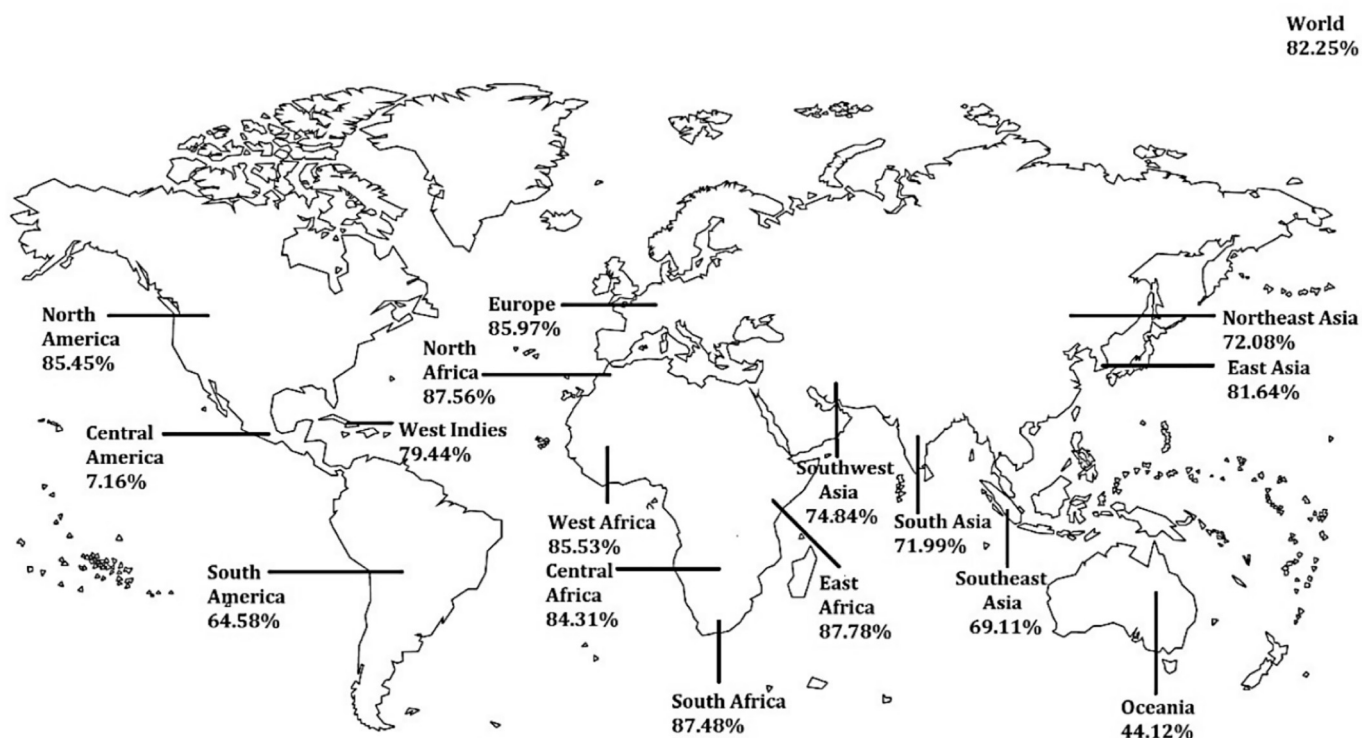 World
82.25%
North
America
85.45%
Europe
85.97%
North
Africa
87.56%
Northeast Asia
72.08%
East Asia
81.64%
Central
America
7.16%
West Indies
79.44%
Southwest
Asia
74.84%
South Asia
71.99%
West Africa
85.53%
Central
Africa
84.31%
East
Africa
87.78%
Southeast
Asia
69.11%
South
America
64.58%
South Africa
87.48%
Oceania
44.12%